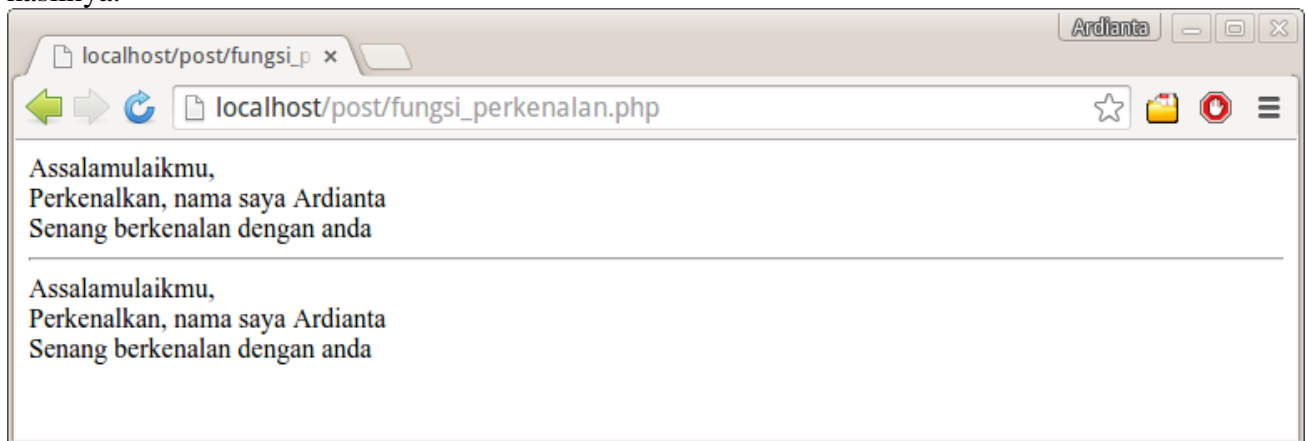 Ardianta
localhost/post/fungsi_p
localhost/post/fungsi_perkenalan.php
Assalamulaikmu,
Perkenalkan, nama saya Ardianta
Senang berkenalan dengan anda
Assalamulaikmu,
Perkenalkan, nama saya Ardianta
Senang berkenalan dengan anda